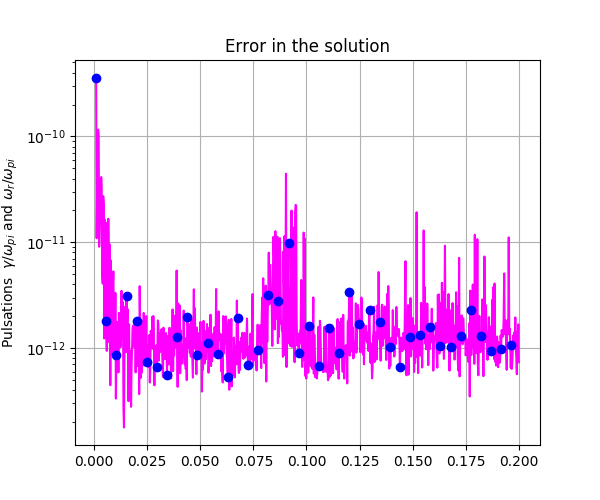 Error in the solution
Pulsations γ/ω_pi and ω_r/ω_pi
10⁻¹⁰
10⁻¹¹
10⁻¹²
0.000 0.025 0.050 0.075 0.100 0.125 0.150 0.175 0.200